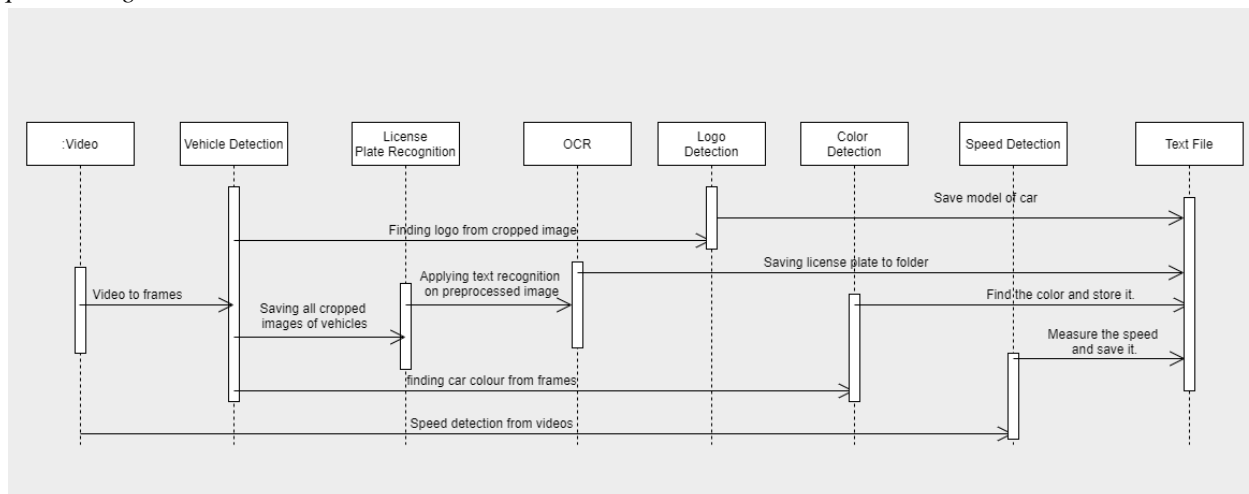 :Video
Vehicle Detection
License
Plate Recognition
OCR
Logo
Detection
Color
Detection
Speed Detection
Text File
Save model of car
Finding logo from cropped image
Saving license plate to folder
Applying text recognition
on preprocessed image
Video to frames
Find the color and store it.
Saving all cropped
images of vehicles
Measure the speed
and save it.
finding car colour from frames
Speed detection from videos